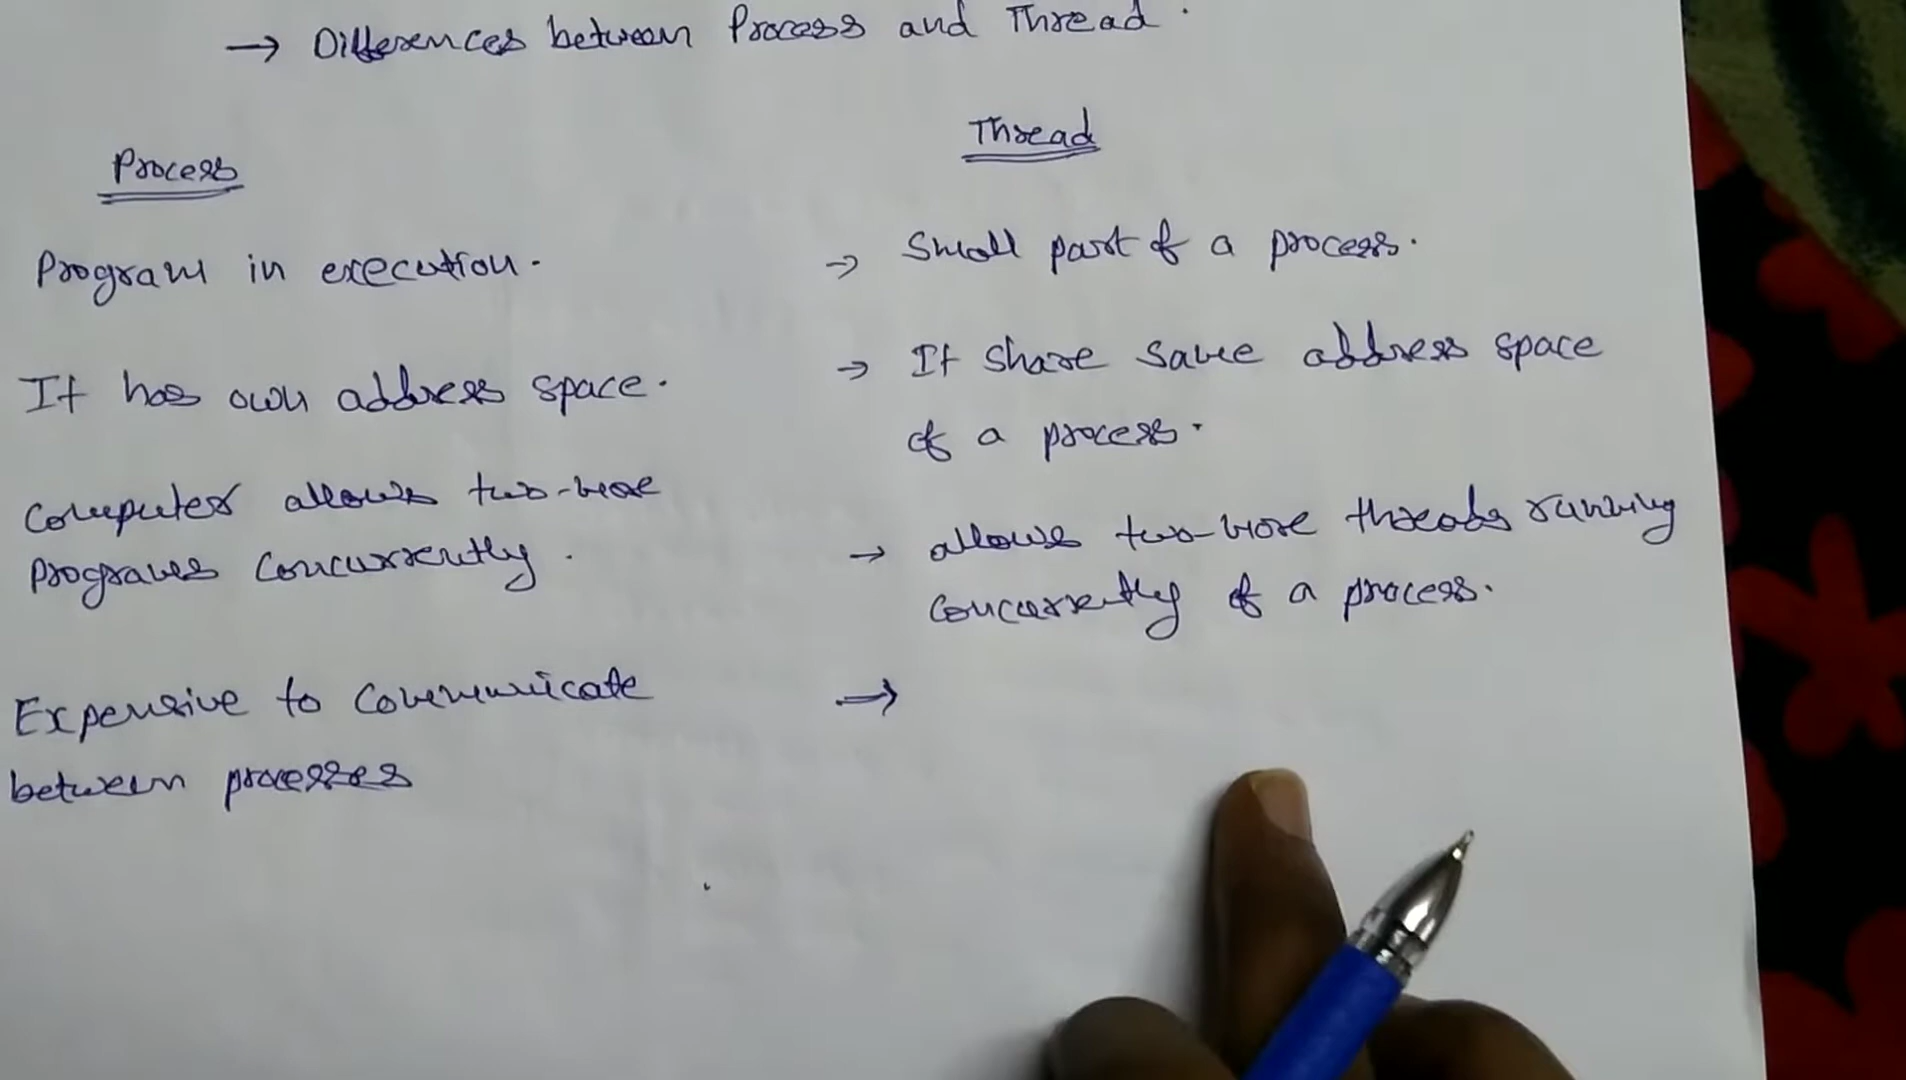 → Differences between Process and Thread.
Process
Program in execution.
It has own address space.
Computer allows two-more
programs concurrently.
Expensive to communicate
between processes
Thread
→ Small part of a process.
→ It share same address space
of a process.
→ allows two-more threads running
concurrently of a process.
→